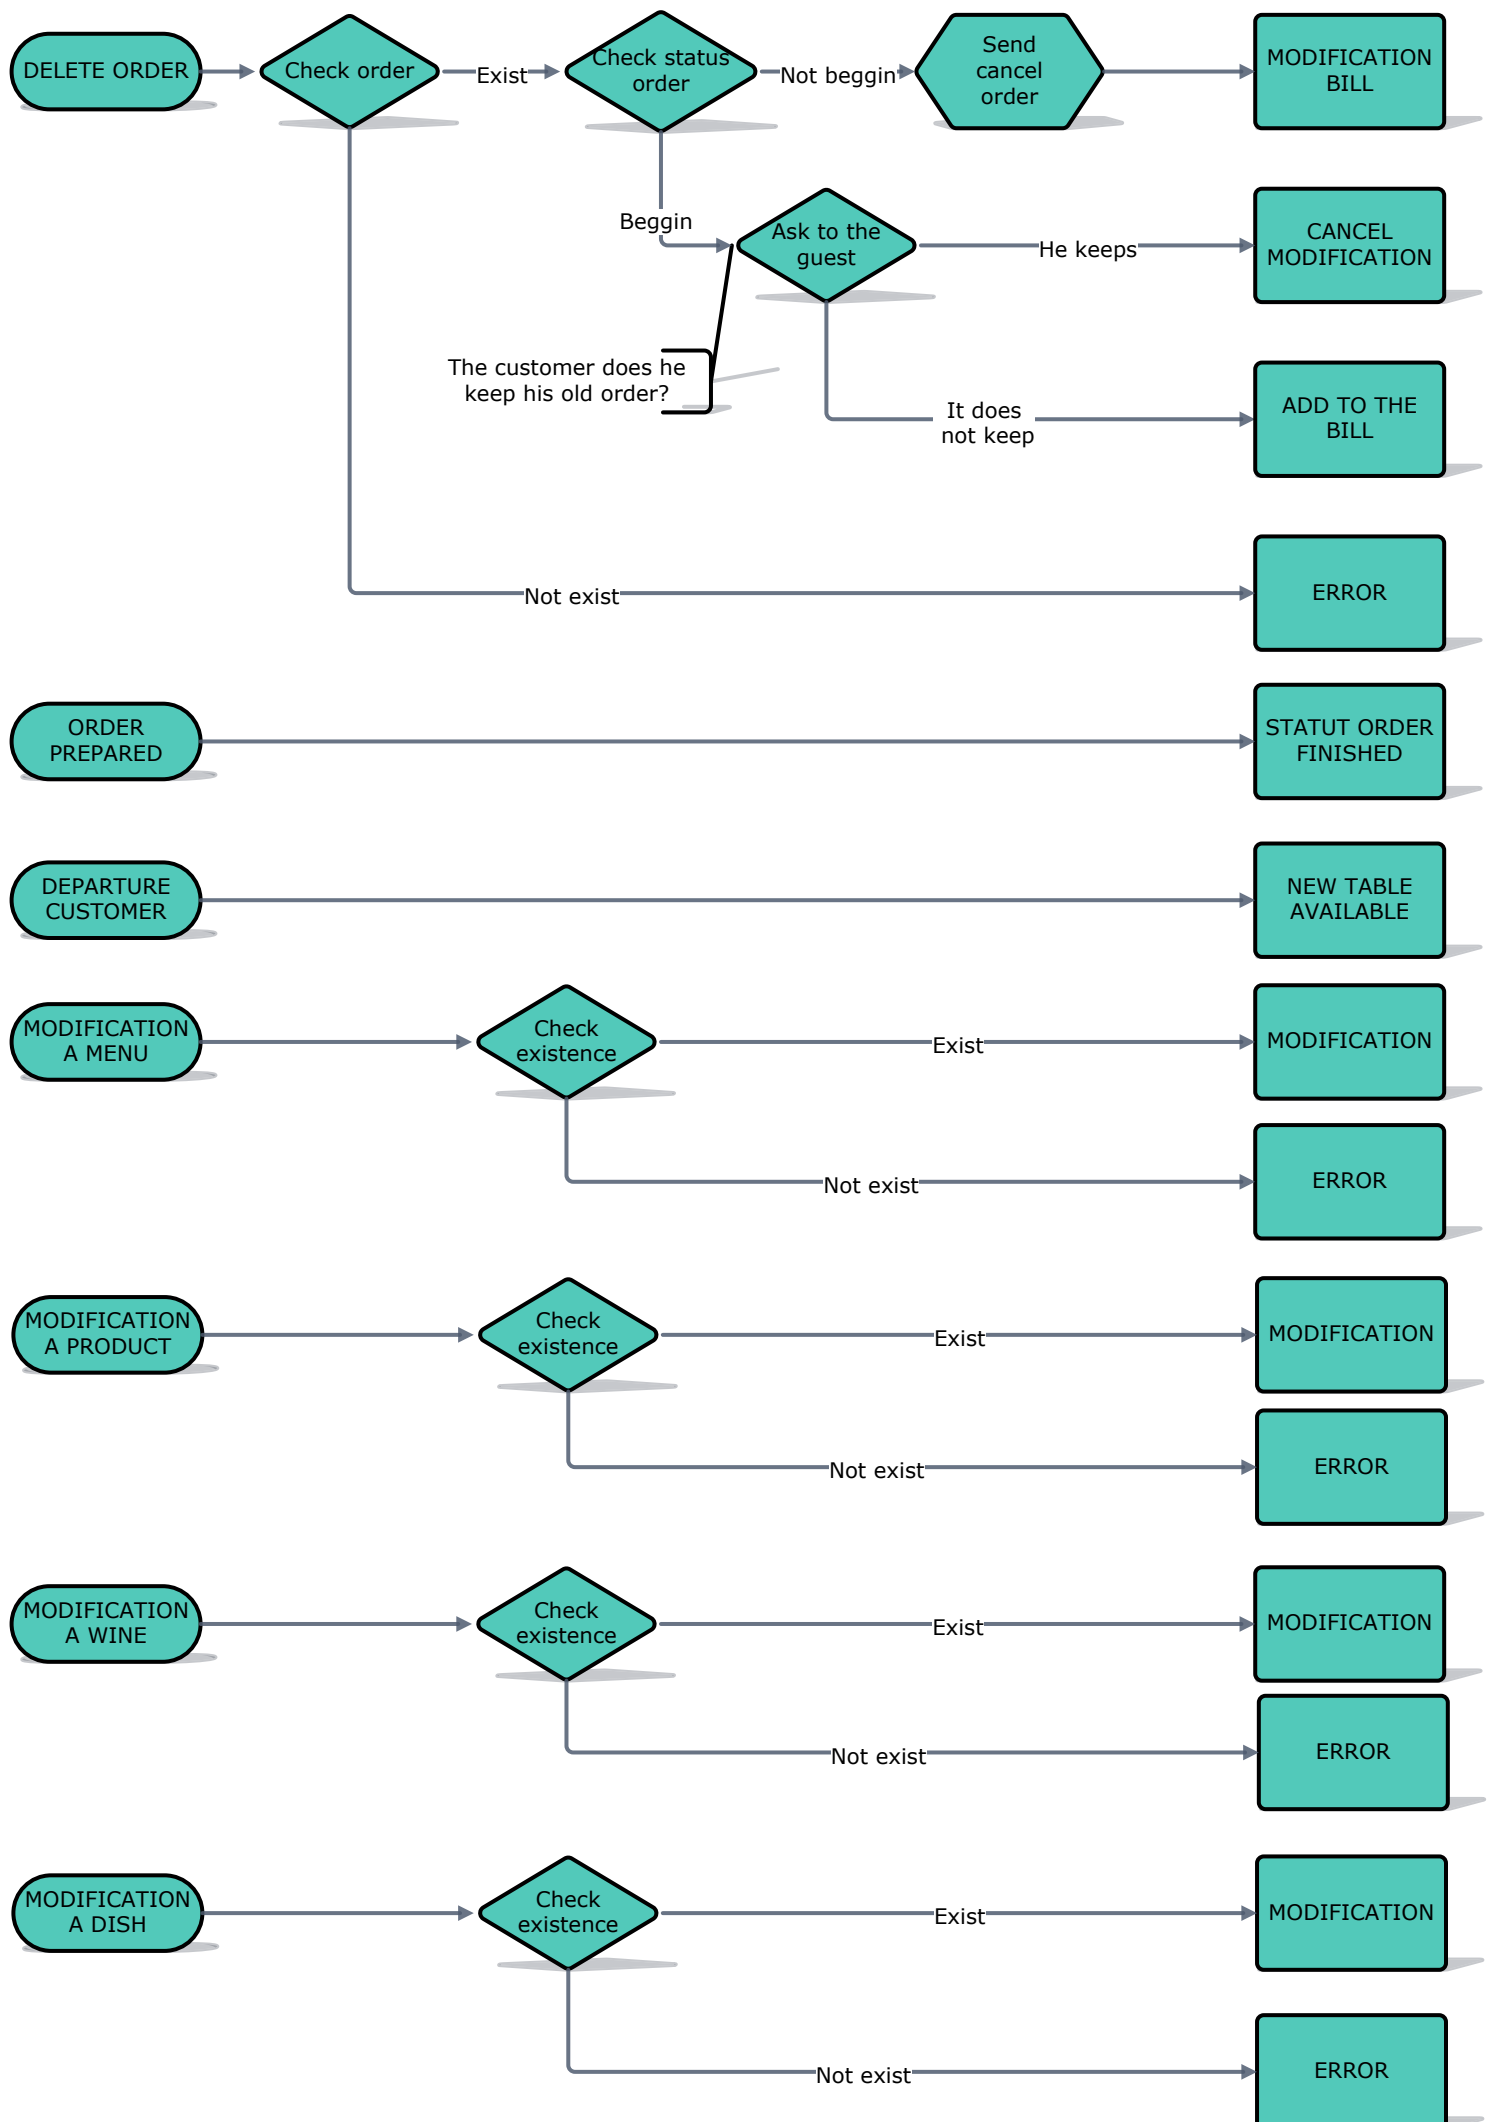 DELETE ORDER
Check order
Exist
Check status
order
Not beggin
Send
cancel
order
MODIFICATION
BILL
Beggin
Ask to the
guest
He keeps
CANCEL
MODIFICATION
The customer does he
keep his old order?
It does
not keep
ADD TO THE
BILL
Not exist
ERROR
ORDER
PREPARED
STATUT ORDER
FINISHED
DEPARTURE
CUSTOMER
NEW TABLE
AVAILABLE
MODIFICATION
A MENU
Check
existence
Exist
MODIFICATION
Not exist
ERROR
MODIFICATION
A PRODUCT
Check
existence
Exist
MODIFICATION
Not exist
ERROR
MODIFICATION
A WINE
Check
existence
Exist
MODIFICATION
Not exist
ERROR
MODIFICATION
A DISH
Check
existence
Exist
MODIFICATION
Not exist
ERROR